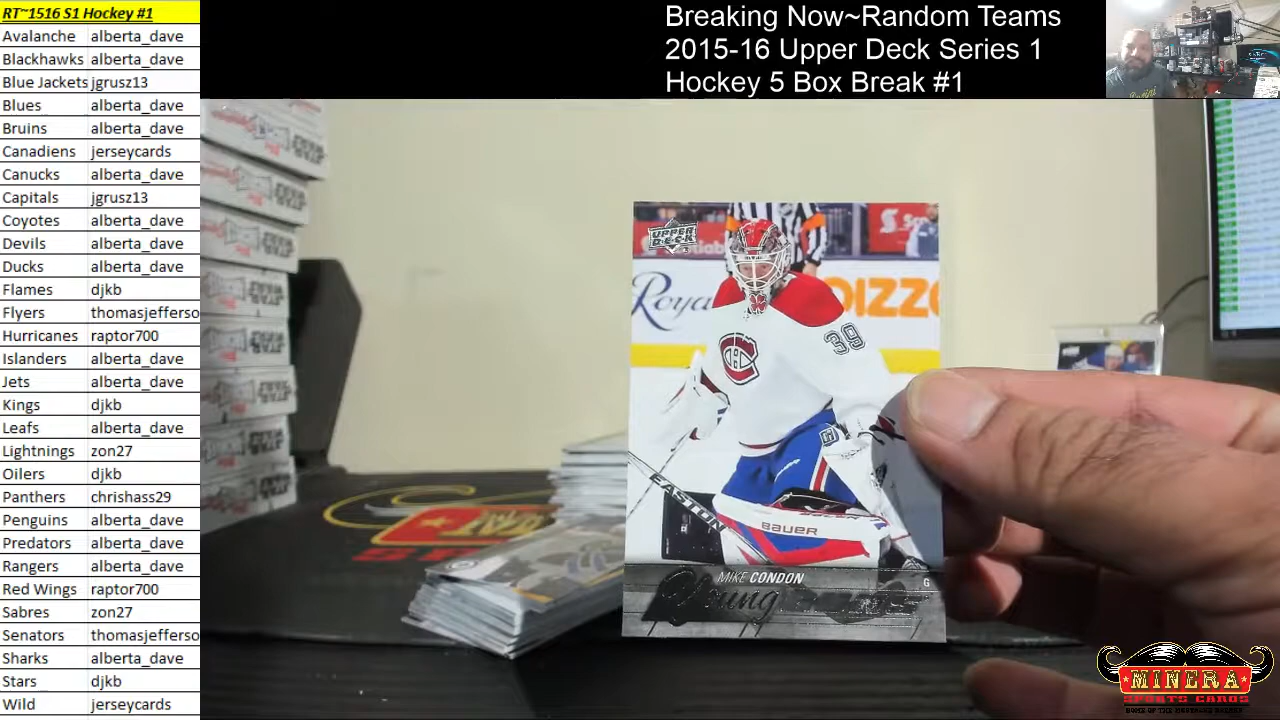 RT~1516 S1 Hockey #1
Avalanche alberta_dave
Blackhawks alberta_dave
Blue Jackets jgrusz13
Blues alberta_dave
Bruins alberta_dave
Canadiens jerseycards
Canucks alberta_dave
Capitals jgrusz13
Coyotes alberta_dave
Devils alberta_dave
Ducks alberta_dave
Flames djkb
Flyers thomasjefferso
Hurricanes raptor700
Islanders alberta_dave
Jets alberta_dave
Kings djkb
Leafs alberta_dave
Lightnings zon27
Oilers djkb
Panthers chrishass29
Penguins alberta_dave
Predators alberta_dave
Rangers alberta_dave
Red Wings raptor700
Sabres zon27
Senators thomasjefferso
Sharks alberta_dave
Stars djkb
Wild jerseycards
Breaking Now~Random Teams
2015-16 Upper Deck Series 1
Hockey 5 Box Break #1
UPPER
DECK
Royal
PIZZ
39
EASTON
BAUER
MIKE CONDON
G
Young
MINERA
SPORTS CARDS